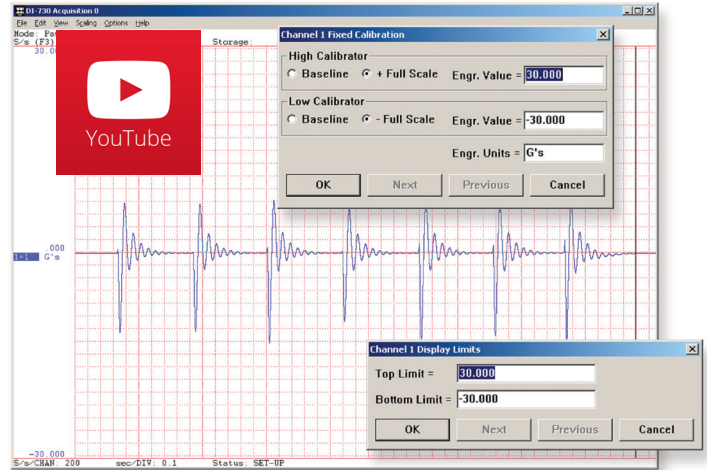 DI-730 Acquisition 0
File Edit View Scaling Options Help
Mode: Pa
S/s (F3) Storage:
30.0
YouTube
Channel 1 Fixed Calibration
High Calibrator
Baseline + Full Scale Engr. Value = 30.000
Low Calibrator
Baseline - Full Scale Engr. Value = -30.000
Engr. Units = G's
OK Next Previous Cancel
.000
1=1 G's
Channel 1 Display Limits
Top Limit = 30.000
Bottom Limit = -30.000
OK Next Previous Cancel
-30.000
S/s/CHAN: 200 sec/DIV: 0.1 Status: SET-UP